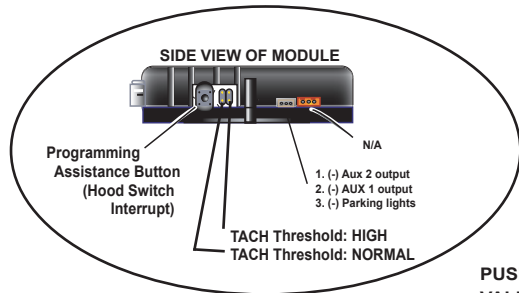 SIDE VIEW OF MODULE
Programming
Assistance Button
(Hood Switch
Interrupt)
N/A
1. (-) Aux 2 output
2. (-) AUX 1 output
3. (-) Parking lights
TACH Threshold: HIGH
TACH Threshold: NORMAL
PUS